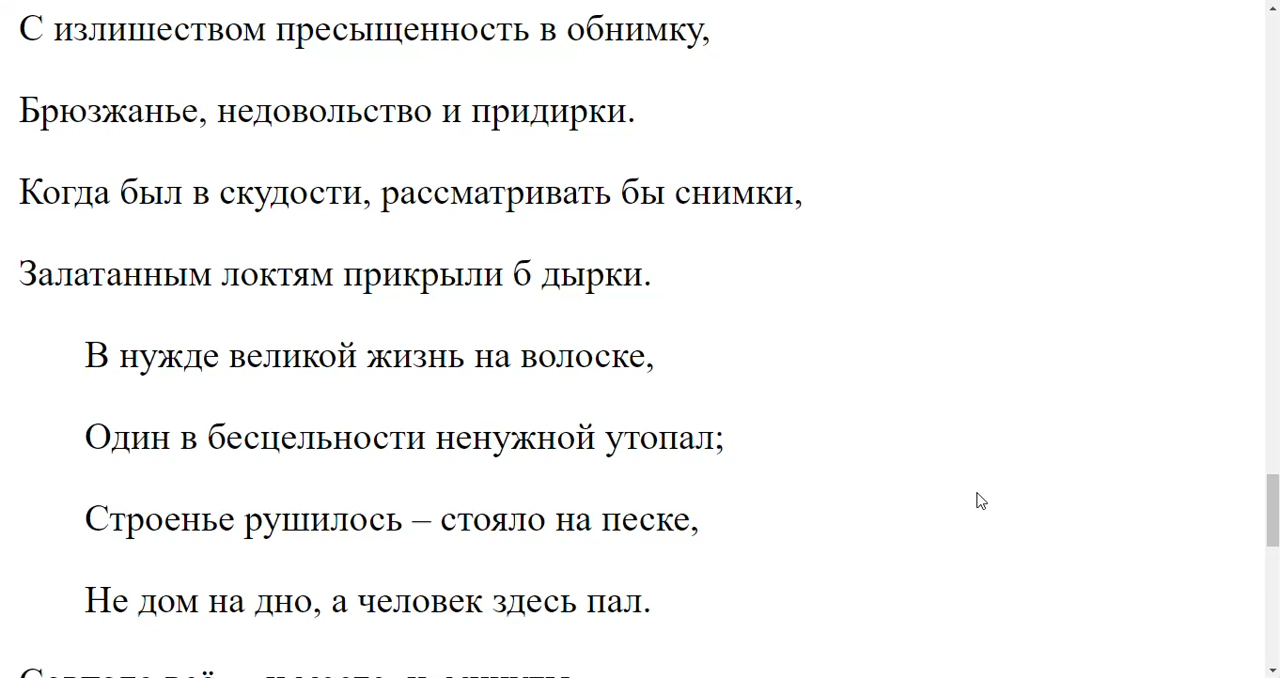 С излишеством пресыщенность в обнимку,
Брюзжанье, недовольство и придирки.
Когда был в скудости, рассматривать бы снимки,
Залатанным локтям прикрыли б дырки.
В нужде великой жизнь на волоске,
Один в бесцельности ненужной утопал;
Строенье рушилось – стояло на песке,
Не дом на дно, а человек здесь пал.